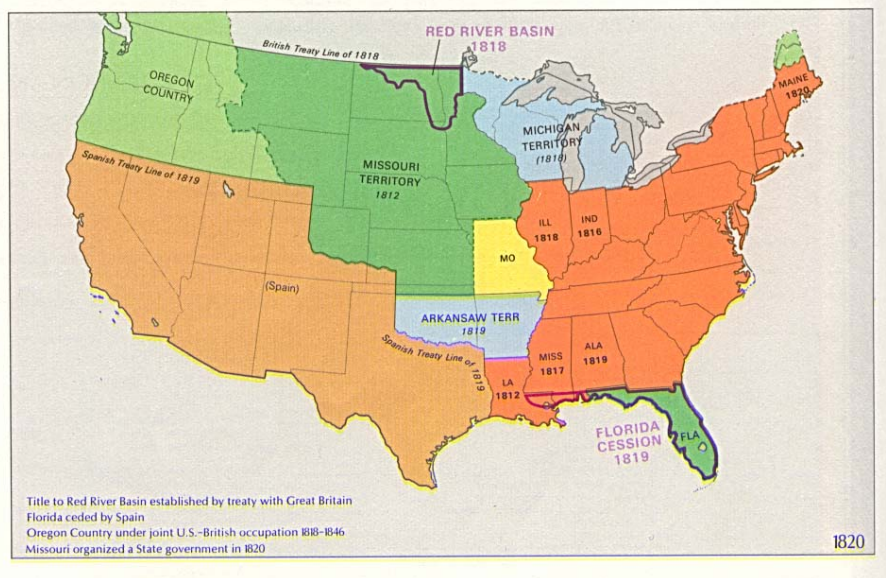 RED RIVER BASIN
1818
British Treaty Line of 1818
OREGON
COUNTRY
MAINE
1820
MICHIGAN
TERRITORY
(1818)
Spanish Treaty Line of 1819
MISSOURI
TERRITORY
1812
ILL
1818
IND
1816
MO
(Spain)
ARKANSAW TERR
1819
Spanish Treaty Line of 1819
MISS
1817
ALA
1819
LA
1812
FLORIDA
CESSION
1819
FLA
Title to Red River Basin established by treaty with Great Britain
Florida ceded by Spain
Oregon Country under joint U.S.-British occupation 1818-1846
Missouri organized a State government in 1820
1820